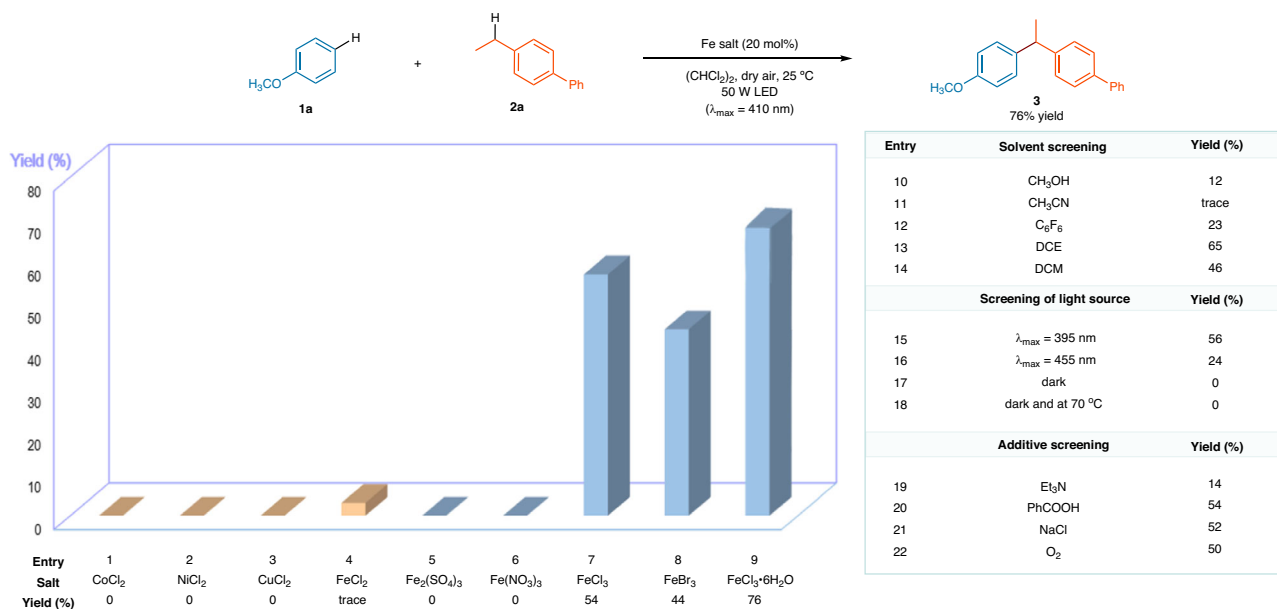 H
H₃CO
1a
+
H
Ph
2a
Fe salt (20 mol%)
(CHCl₂)₂, dry air, 25 ºC
50 W LED
(λmax = 410 nm)
H₃CO
Ph
3
76% yield
Yield (%)
80
70
60
50
40
30
20
10
0
Entry 1 2 3 4 5 6 7 8 9
Salt CoCl₂ NiCl₂ CuCl₂ FeCl₂ Fe₂(SO₄)₃ Fe(NO₃)₃ FeCl₃ FeBr₃ FeCl₃•6H₂O
Yield (%) 0 0 0 trace 0 0 54 44 76
Entry Solvent screening Yield (%)
10 CH₃OH 12
11 CH₃CN trace
12 C₆F₆ 23
13 DCE 65
14 DCM 46
Screening of light source Yield (%)
15 λmax = 395 nm 56
16 λmax = 455 nm 24
17 dark 0
18 dark and at 70 ºC 0
Additive screening Yield (%)
19 Et₃N 14
20 PhCOOH 54
21 NaCl 52
22 O₂ 50